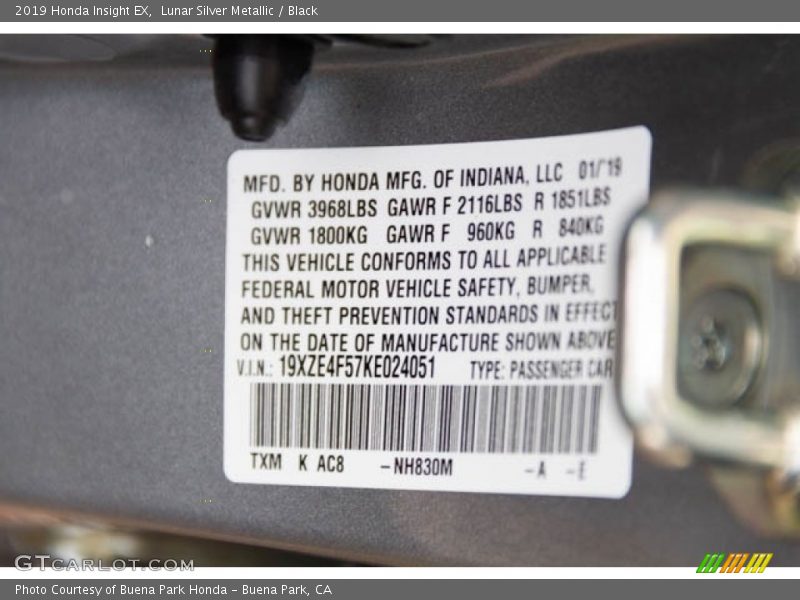 2019 Honda Insight EX,  Lunar Silver Metallic / Black
MFD. BY HONDA MFG. OF INDIANA, LLC 01/19
GVWR 3968LBS GAWR F 2116LBS R 1851LBS
GVWR 1800KG GAWR F 960KG R 840KG
THIS VEHICLE CONFORMS TO ALL APPLICABLE
FEDERAL MOTOR VEHICLE SAFETY, BUMPER,
AND THEFT PREVENTION STANDARDS IN EFFECT
ON THE DATE OF MANUFACTURE SHOWN ABOVE
V.I.N.: 19XZE4F57KE024051 TYPE: PASSENGER CAR
TXM K AC8 -NH830M -A -E
GTcarlot.com
Photo Courtesy of Buena Park Honda - Buena Park, CA